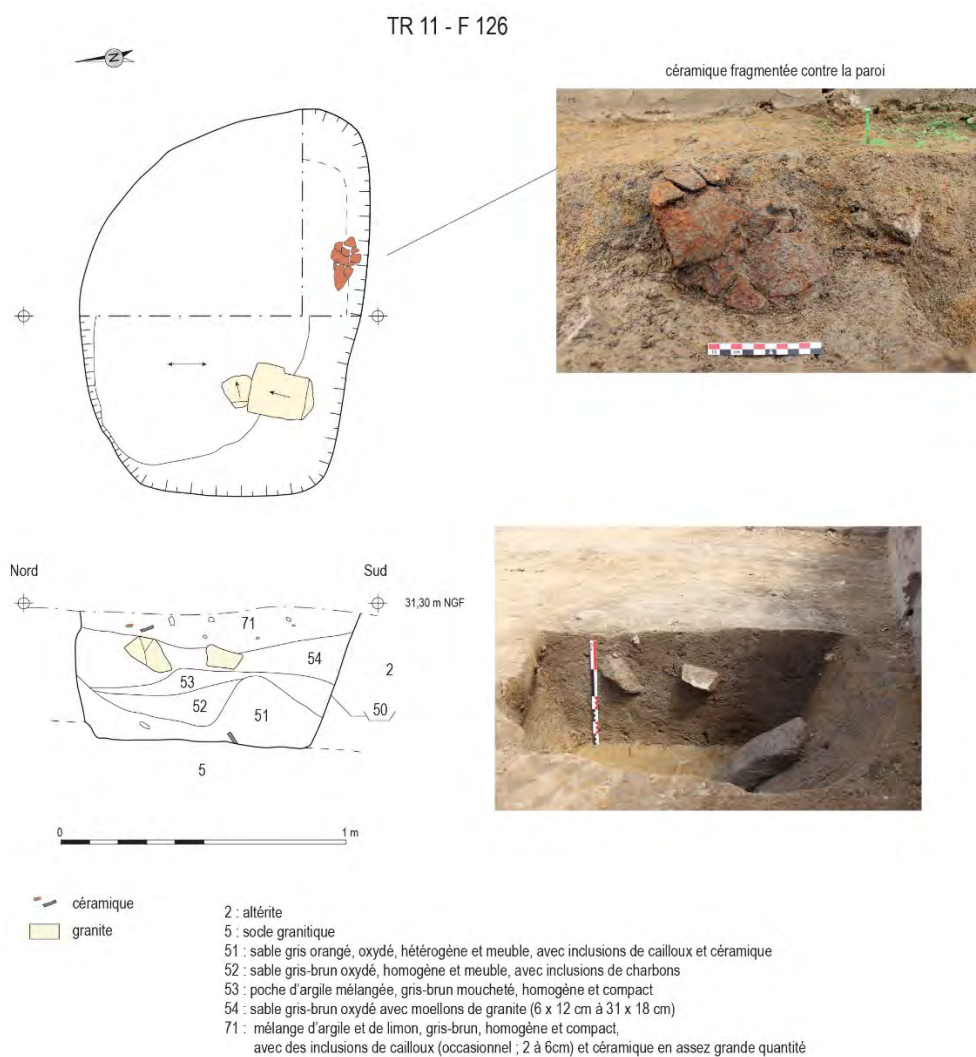 TR 11 - F 126
N
céramique fragmentée contre la paroi
Nord
Sud
31,30 m NGF
71
54
2
53
52
51
50
5
0
1 m
céramique
granite
2 : altérite
5 : socle granitique
51 : sable gris orangé, oxydé, hétérogène et meuble, avec inclusions de cailloux et céramique
52 : sable gris-brun oxydé, homogène et meuble, avec inclusions de charbons
53 : poche d'argile mélangée, gris-brun moucheté, homogène et compact
54 : sable gris-brun oxydé avec moellons de granite (6 x 12 cm à 31 x 18 cm)
71 : mélange d'argile et de limon, gris-brun, homogène et compact,
avec des inclusions de cailloux (occasionnel ; 2 à 6cm) et céramique en assez grande quantité